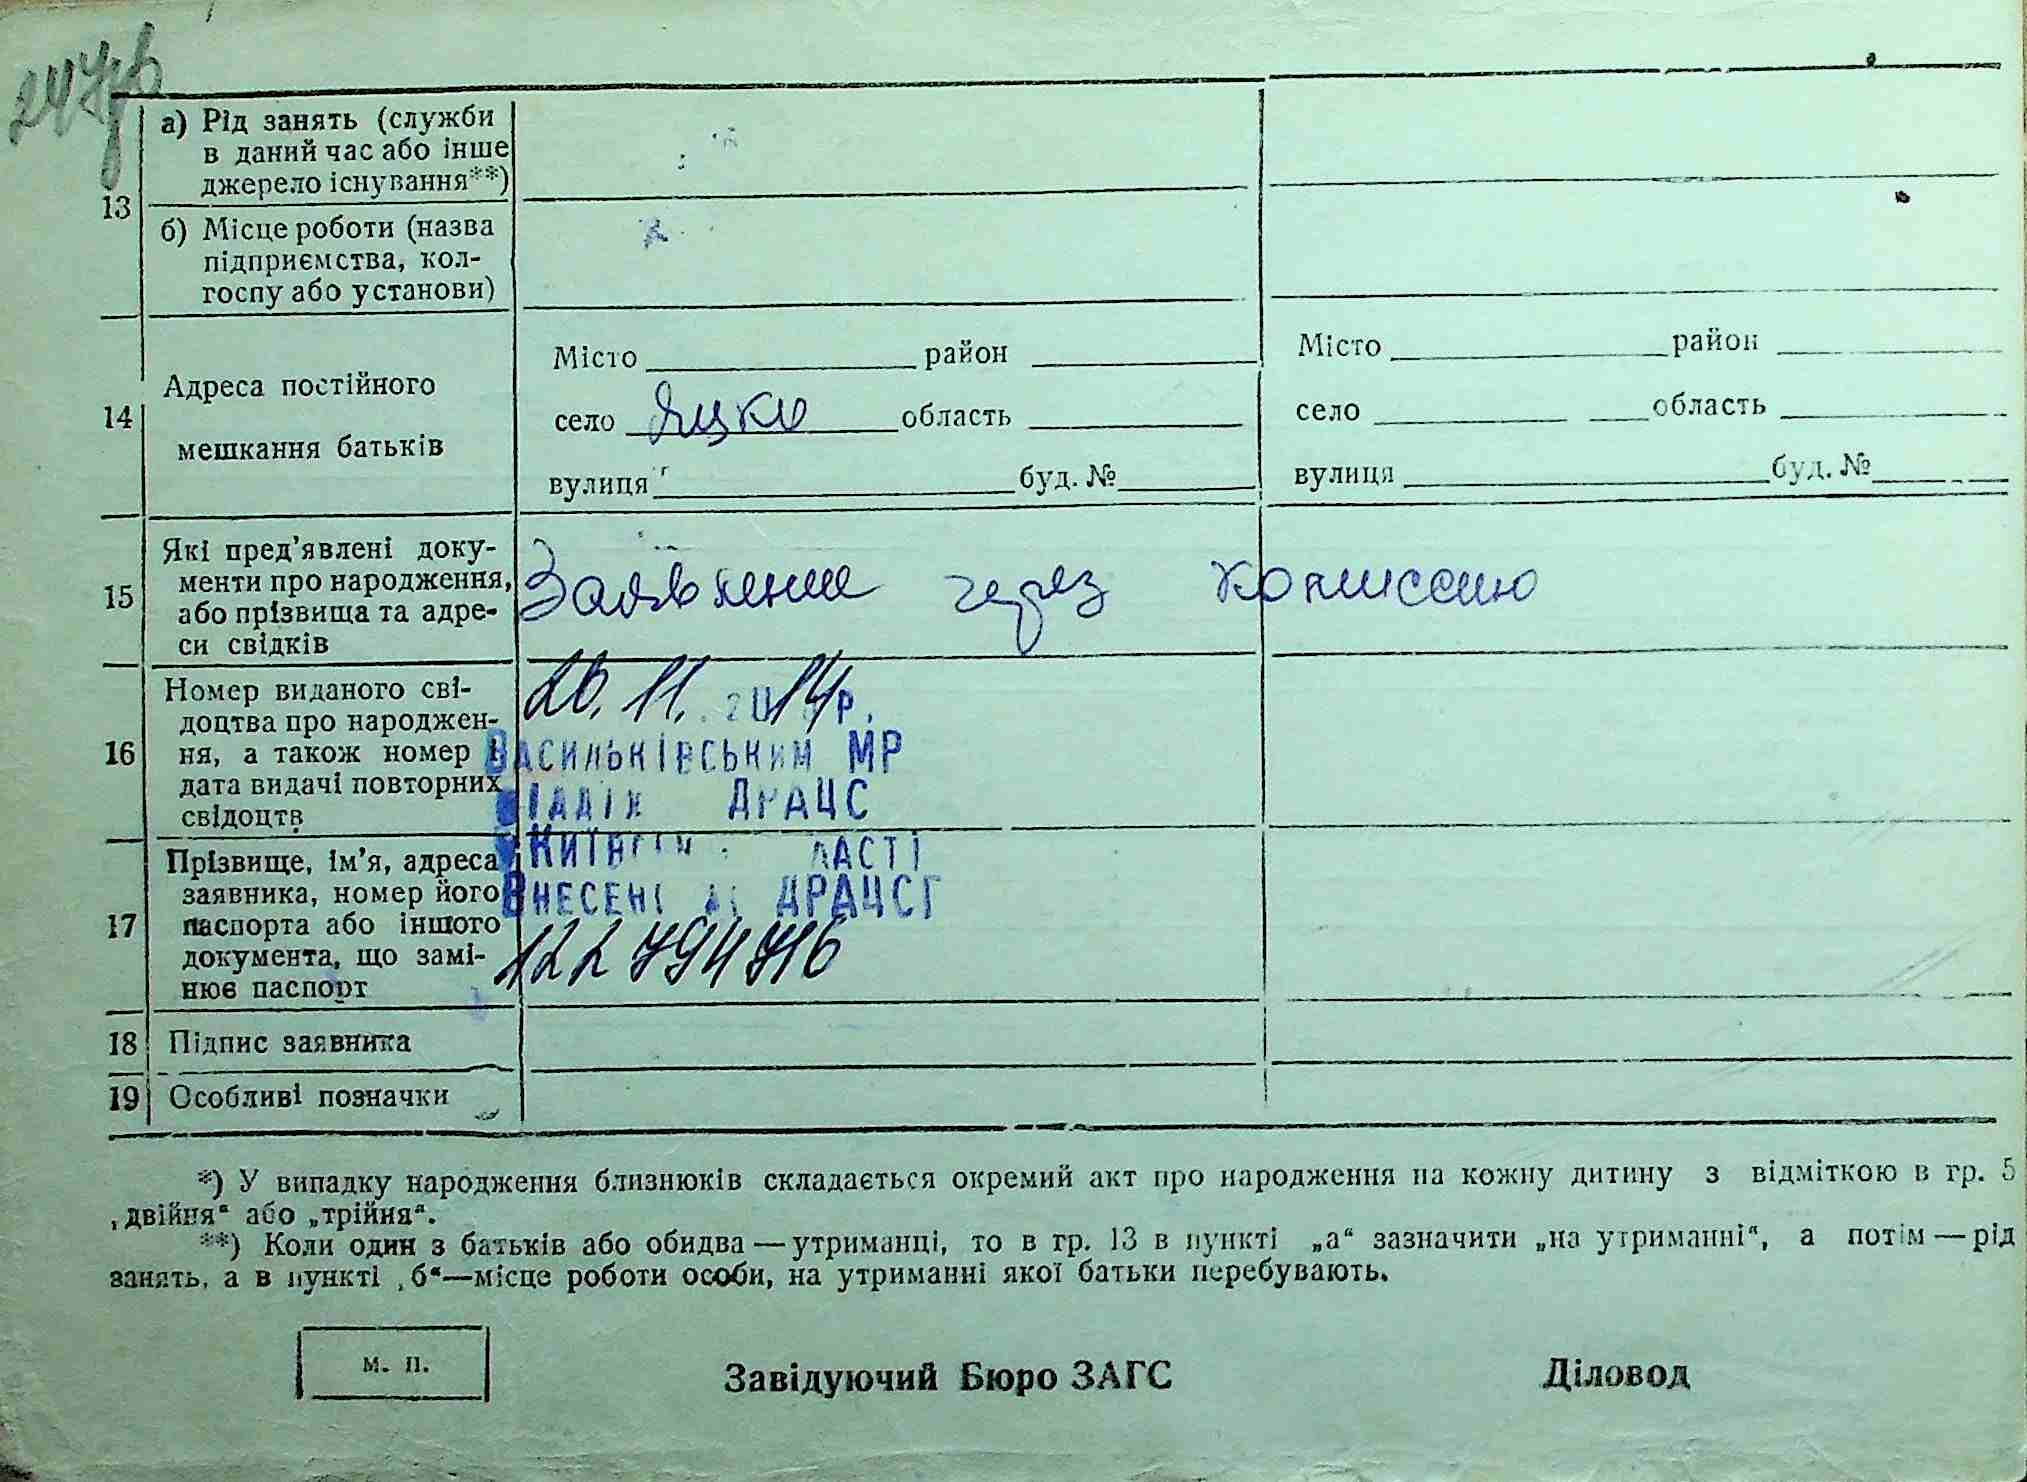 13
а) Рід занять (служби
в даний час або інше
джерело існування**)
б) Місце роботи (назва
підприємства, кол-
госпу або установи)
14
Адреса постійного
мешкання батьків
Місто район
село Яцки область
вулиця буд. №
Місто район
село область
вулиця буд. №
15
Які пред'явлені доку-
менти про народження,
або прізвища та адре-
си свідків
Заявление через комиссию
16
Номер виданого сві-
доцтва про народжен-
ня, а також номер і
дата видачі повторних
свідоцтв
20.11.2014р.
Васильківським МР
ДРАЦС
17
Прізвище, ім'я, адреса
заявника, номер його
паспорта або іншого
документа, що замі-
нює паспорт
ДРАЦСГ
122794716
18 Підпис заявника
19 Особливі позначки
*) У випадку народження близнюків складається окремий акт про народження на кожну дитину з відміткою в гр. 5
„двійня“ або „трійня“.
**) Коли один з батьків або обидва — утриманці, то в гр. 13 в пункті „а“ зазначити „на утриманні“, а потім — рід
занять, а в пункті „б“—місце роботи особи, на утриманні якої батьки перебувають.
м. п.
Завідуючий Бюро ЗАГС
Діловод